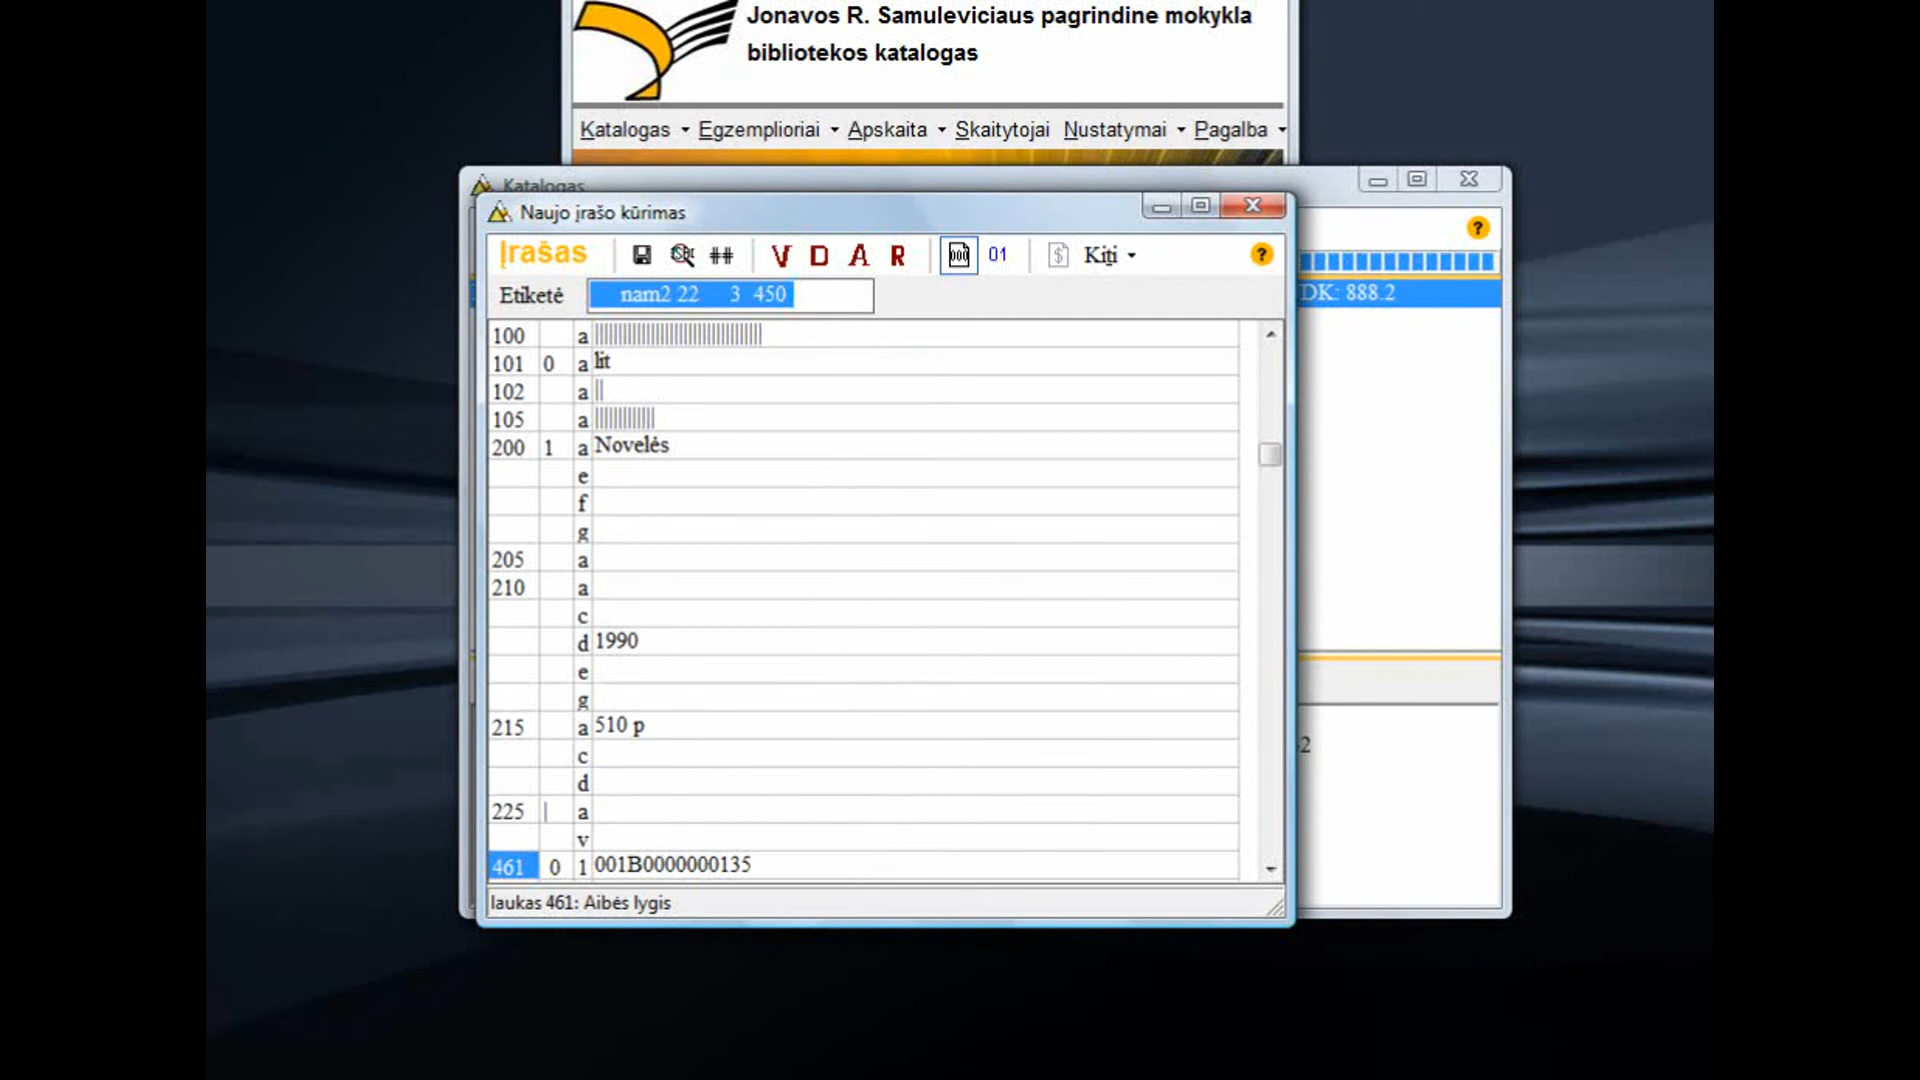 Jonavos R. Samuleviciaus pagrindine mokykla
bibliotekos katalogas
Katalogas Egzemplioriai Apskaita Skaitytojai Nustatymai Pagalba
Katalogas
Naujo įrašo kūrimas
Įrašas ## V D A R 000 01 $ Kiti ?
?
Etiketė nam2 22 3 450
DK: 888.2
100 a ||||||||||||||||||||||||||||||||||||
101 0 a lit
102 a ||
105 a |||||||||||||
200 1 a Novelės
e
f
g
205 a
210 a
c
d 1990
e
g
215 a 510 p
c
d
225 | a
v
461 0 1 001B0000000135
laukas 461: Aibės lygis
-2